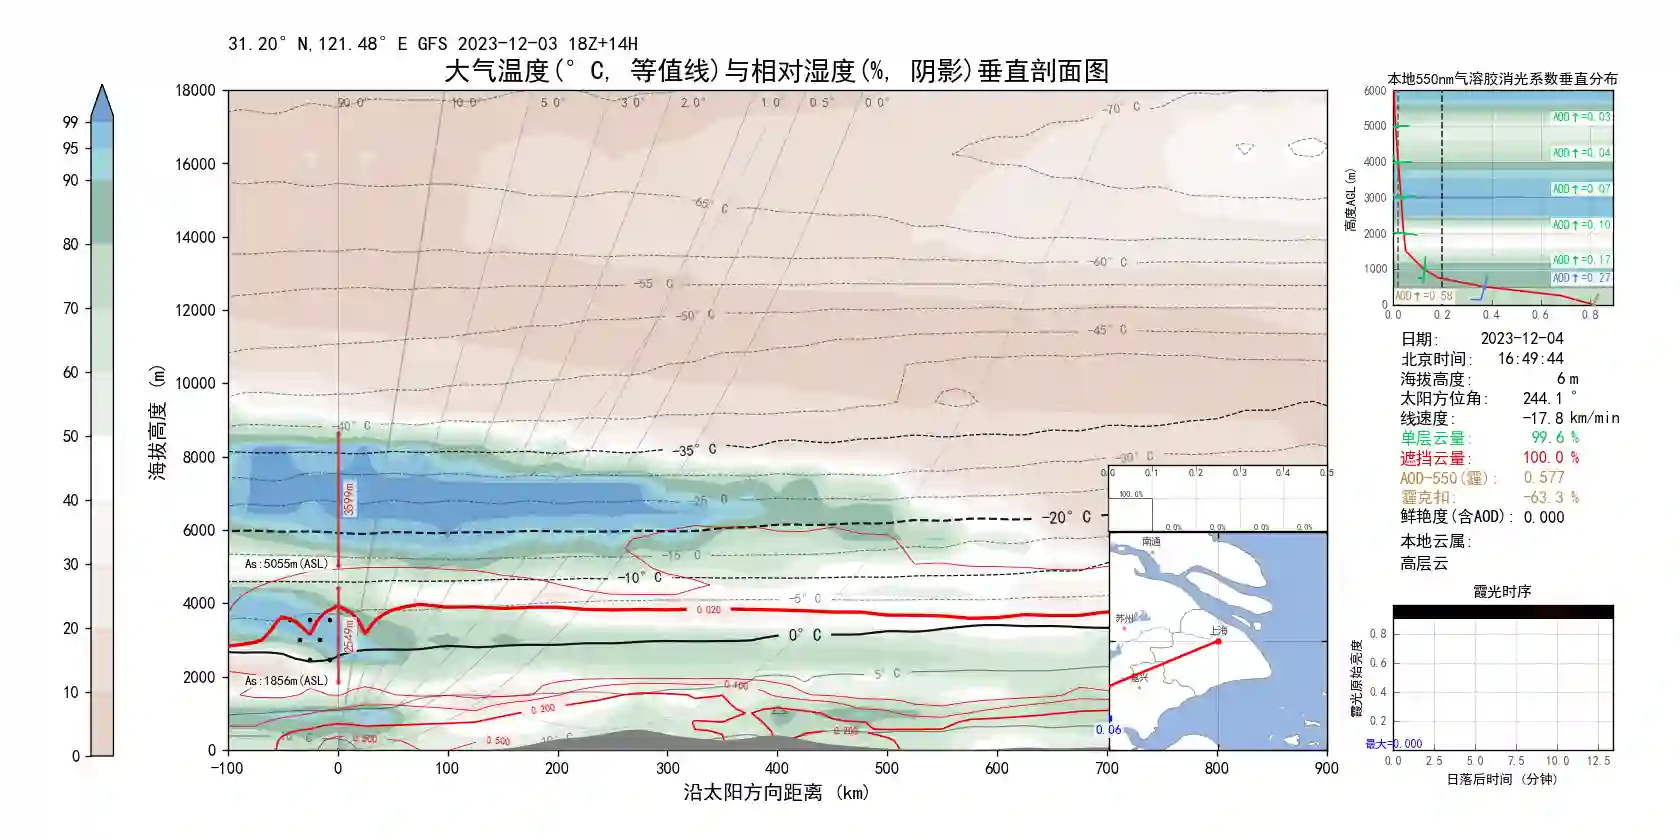 31.20° N,121.48° E GFS 2023-12-03 18Z+14H
大气温度(° C, 等值线)与相对湿度(%, 阴影)垂直剖面图
99
95
90
80
70
60
50
40
30
20
10
0
海拔高度 (m)
18000
16000
14000
12000
10000
8000
6000
4000
2000
0
90.0° 10.0° 5.0° 3.0° 2.0° 1.0° 0.5° 0.0°
-70° C
-65° C
-60° C
-55° C
-50° C
-45° C
-40° C
-35° C
-30° C
-25
-20° C
-15 ° C
-10° C
-5° C
0° C
5° C
3599m
As:5055m(ASL)
2549m
As:1856m(ASL)
0.020
0.100
0.200
0.200
0.500
0.500
-100 0 100 200 300 400 500 600 700 800 900
沿太阳方向距离 (km)
0.0 0.1 0.2 0.3 0.4 0.5
100.0%
0.0% 0.0% 0.0% 0.0%
南通
苏州
上海
嘉兴
0.06
本地550nm气溶胶消光系数垂直分布
高度AGL(m)
6000
5000
4000
3000
2000
1000
0
AOD↑=0.03
AOD↑=0.04
AOD↑=0.07
AOD↑=0.10
AOD↑=0.17
AOD↑=0.27
AOD↑=0.58
0.0 0.2 0.4 0.6 0.8
日期: 2023-12-04
北京时间: 16:49:44
海拔高度: 6 m
太阳方位角: 244.1 °
线速度: -17.8 km/min
单层云量: 99.6 %
遮挡云量: 100.0 %
AOD-550(霾): 0.577
霾克扣: -63.3 %
鲜艳度(含AOD): 0.000
本地云属:
高层云
霞光时序
霞光原始亮度
0.8
0.6
0.4
0.2
最大=0.000
0.0 2.5 5.0 7.5 10.0 12.5
日落后时间 (分钟)